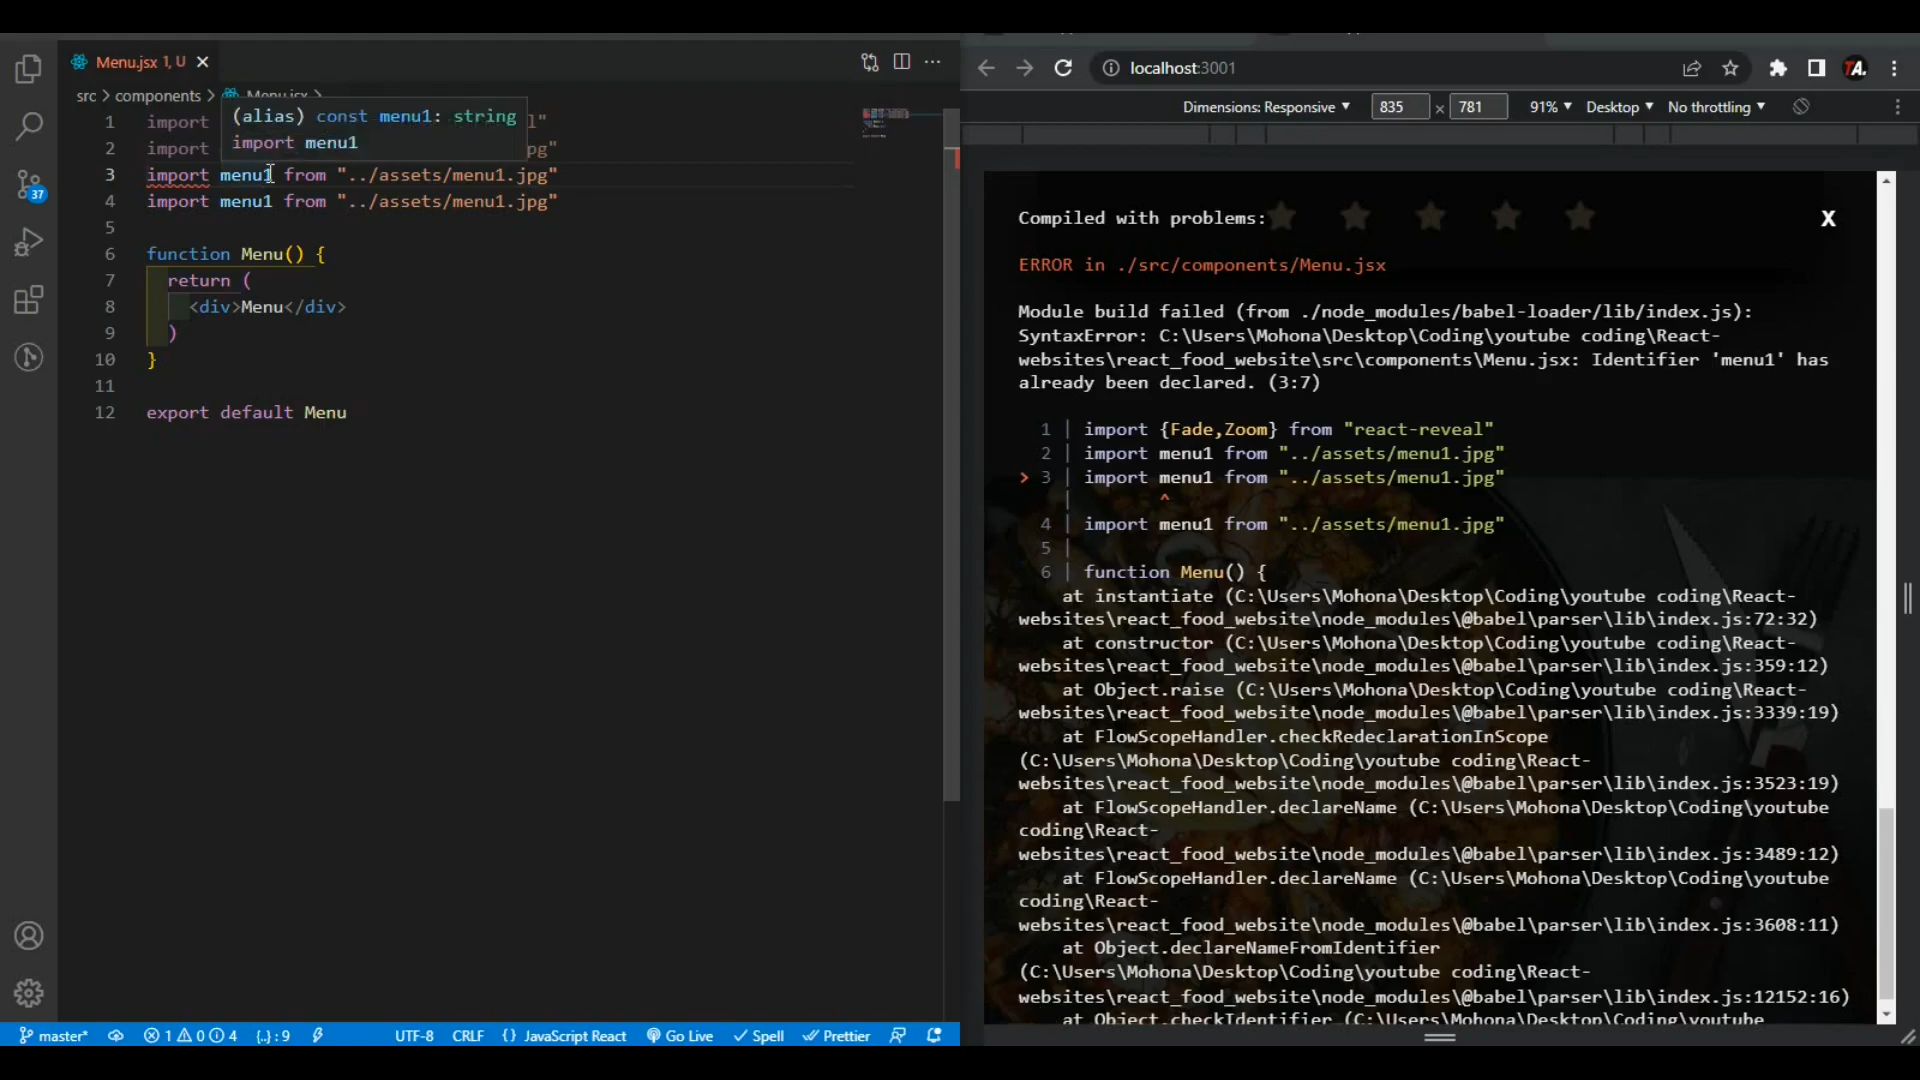 Menu.jsx 1, U
src > components > Menu.jsx >
(alias) const menu1: string
import menu1
1 import l"
2 import pg"
3 import menu1 from "../assets/menu1.jpg"
4 import menu1 from "../assets/menu1.jpg"
5
6 function Menu() {
7 return (
8 <div>Menu</div>
9 )
10 }
11
12 export default Menu
37
master* 1 0 4 {..} : 9 UTF-8 CRLF {} JavaScript React Go Live Spell Prettier
localhost:3001
TA.
Dimensions: Responsive 835 × 781 91% Desktop No throttling
Compiled with problems:
X
ERROR in ./src/components/Menu.jsx
Module build failed (from ./node_modules/babel-loader/lib/index.js):
SyntaxError: C:\Users\Mohona\Desktop\Coding\youtube coding\React-
websites\react_food_website\src\components\Menu.jsx: Identifier 'menu1' has
already been declared. (3:7)
1 | import {Fade,Zoom} from "react-reveal"
2 | import menu1 from "../assets/menu1.jpg"
> 3 | import menu1 from "../assets/menu1.jpg"
| ^
4 | import menu1 from "../assets/menu1.jpg"
5 |
6 | function Menu() {
at instantiate (C:\Users\Mohona\Desktop\Coding\youtube coding\React-
websites\react_food_website\node_modules\@babel\parser\lib\index.js:72:32)
at constructor (C:\Users\Mohona\Desktop\Coding\youtube coding\React-
websites\react_food_website\node_modules\@babel\parser\lib\index.js:359:12)
at Object.raise (C:\Users\Mohona\Desktop\Coding\youtube coding\React-
websites\react_food_website\node_modules\@babel\parser\lib\index.js:3339:19)
at FlowScopeHandler.checkRedeclarationInScope
(C:\Users\Mohona\Desktop\Coding\youtube coding\React-
websites\react_food_website\node_modules\@babel\parser\lib\index.js:3523:19)
at FlowScopeHandler.declareName (C:\Users\Mohona\Desktop\Coding\youtube
coding\React-
websites\react_food_website\node_modules\@babel\parser\lib\index.js:3489:12)
at FlowScopeHandler.declareName (C:\Users\Mohona\Desktop\Coding\youtube
coding\React-
websites\react_food_website\node_modules\@babel\parser\lib\index.js:3608:11)
at Object.declareNameFromIdentifier
(C:\Users\Mohona\Desktop\Coding\youtube coding\React-
websites\react_food_website\node_modules\@babel\parser\lib\index.js:12152:16)
at Object.checkIdentifier (C:\Users\Mohona\Desktop\Coding\youtube